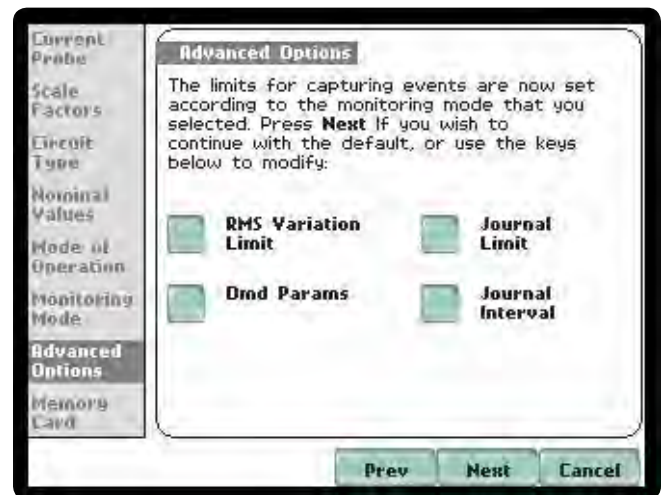 Current
Probe
Scale
Factors
Circuit
Type
Nominal
Values
Mode of
Operation
Monitoring
Mode
Advanced
Options
Memory
Card
Advanced Options
The limits for capturing events are now set
according to the monitoring mode that you
selected. Press Next If you wish to
continue with the default, or use the keys
below to modify:
RMS Variation
Limit
Journal
Limit
Dmd Params
Journal
Interval
Prev
Next
Cancel